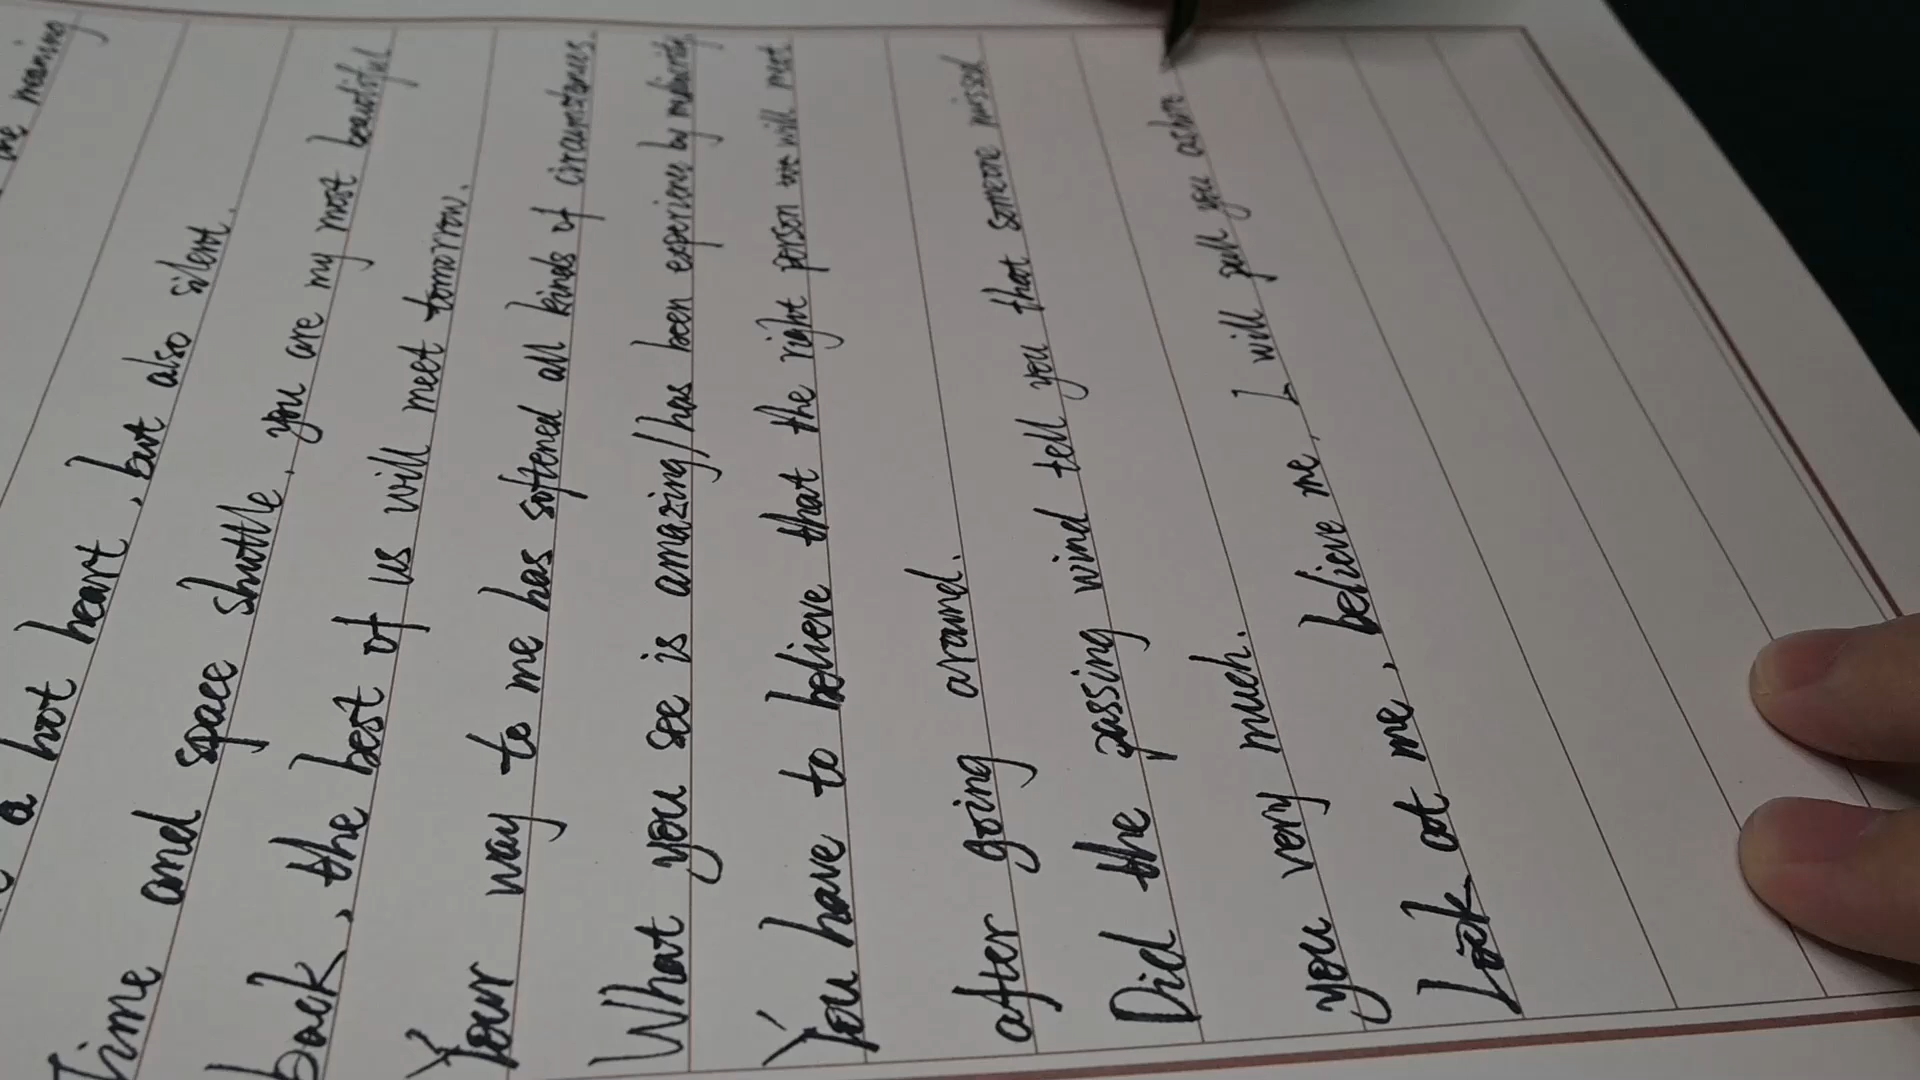 the meaning
a hot heart, but also silent.
Time and space shuttle, you are my most beautiful
back, the best of us will meet tomorrow.
Your way to me has softened all kinds of circumstances.
What you see is amazing/has been experienc by
You have to believe that the right person will meet
after going around.
Did the passing wind tell you that someone missed
you very much.
Look at me, believe me, I will pull you ashore